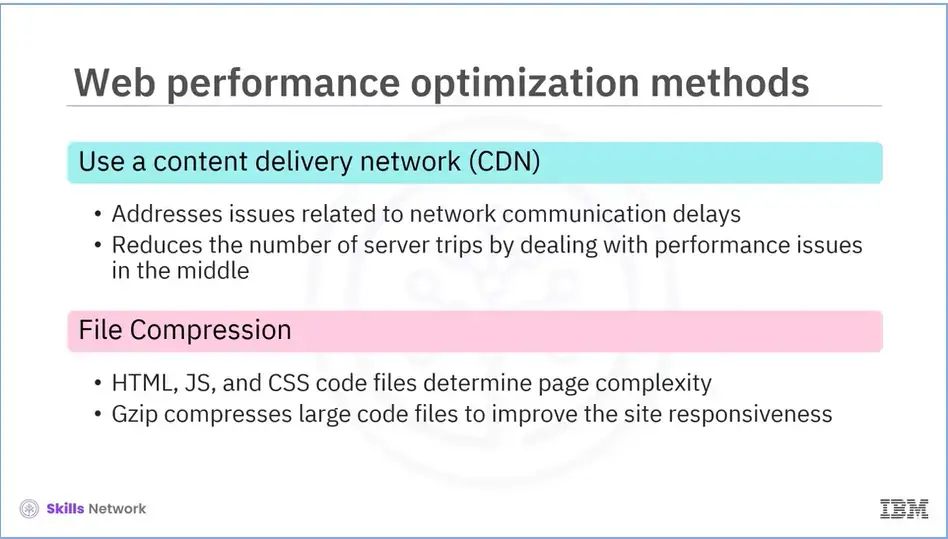 Web performance optimization methods
Use a content delivery network (CDN)
• Addresses issues related to network communication delays
• Reduces the number of server trips by dealing with performance issues
in the middle
File Compression
• HTML, JS, and CSS code files determine page complexity
• Gzip compresses large code files to improve the site responsiveness
Skills Network
IBM